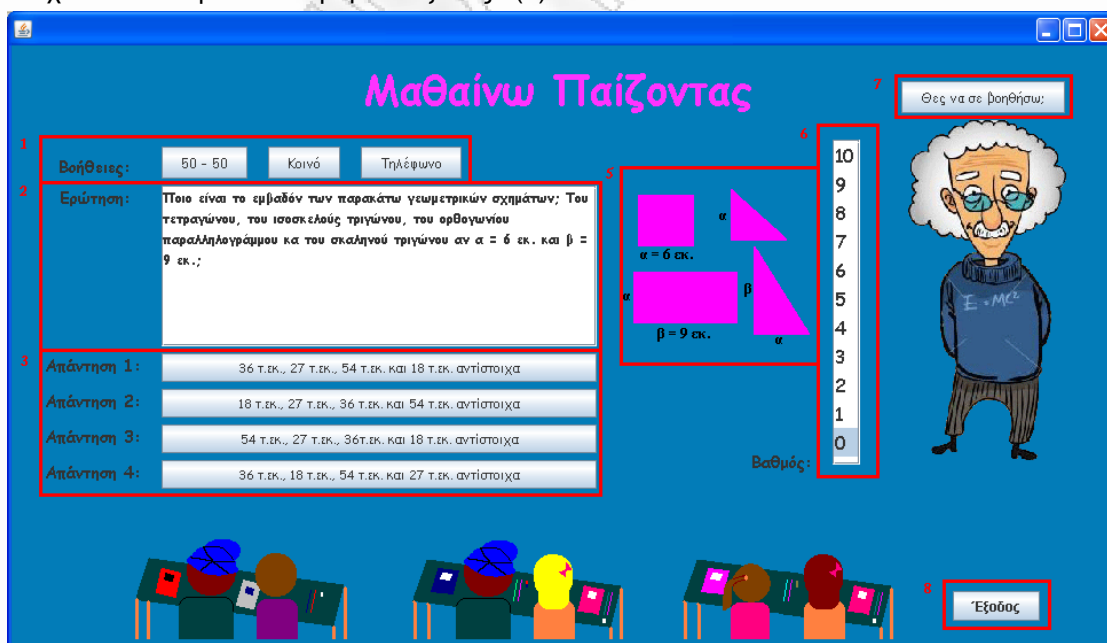 Μαθαίνω Παίζοντας
7
Θες να σε βοηθήσω;
1
Βοήθειες:
50 - 50
Κοινό
Τηλέφωνο
2
Ερώτηση:
Ποιο είναι το εμβαδόν των παρακάτω γεωμετρικών σχημάτων; Του
τετραγώνου, του ισοσκελούς τριγώνου, του ορθογωνίου
παραλληλογράμμου κα του σκαληνού τριγώνου αν α = 6 εκ. και β =
9 εκ.;
5
α
α = 6 εκ.
α
β
β = 9 εκ.
α
6
10
9
8
7
6
5
4
3
2
1
0
Βαθμός:
E = MC²
3
Απάντηση 1:
36 τ.εκ., 27 τ.εκ., 54 τ.εκ. και 18 τ.εκ. αντίστοιχα
Απάντηση 2:
18 τ.εκ., 27 τ.εκ., 36 τ.εκ. και 54 τ.εκ. αντίστοιχα
Απάντηση 3:
54 τ.εκ., 27 τ.εκ., 36τ.εκ. και 18 τ.εκ. αντίστοιχα
Απάντηση 4:
36 τ.εκ., 18 τ.εκ., 54 τ.εκ. και 27 τ.εκ. αντίστοιχα
8
Έξοδος